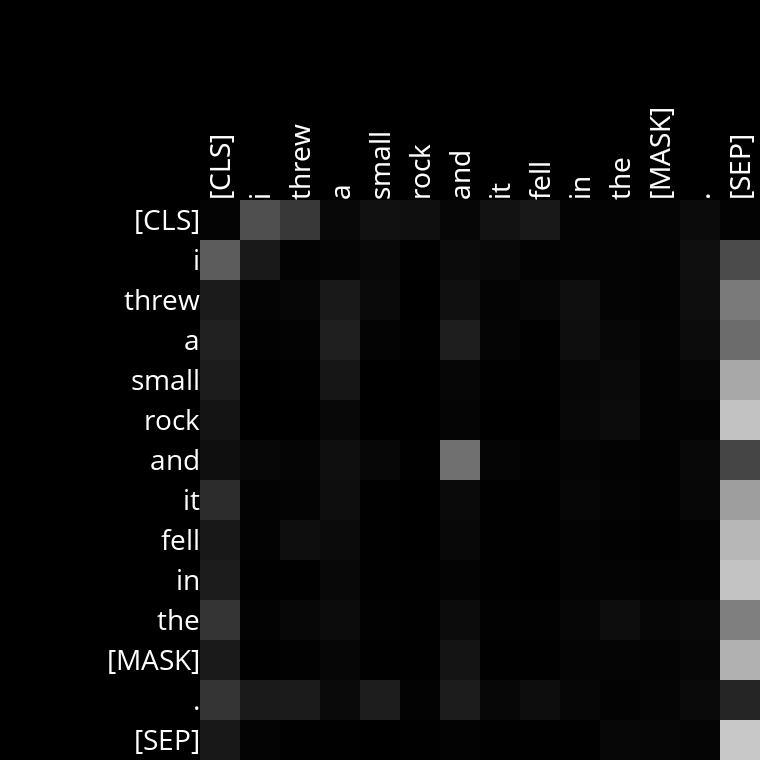 [CLS] i threw a small rock and it fell in the [MASK] . [SEP]
[CLS]
i
threw
a
small
rock
and
it
fell
in
the
[MASK]
.
[SEP]